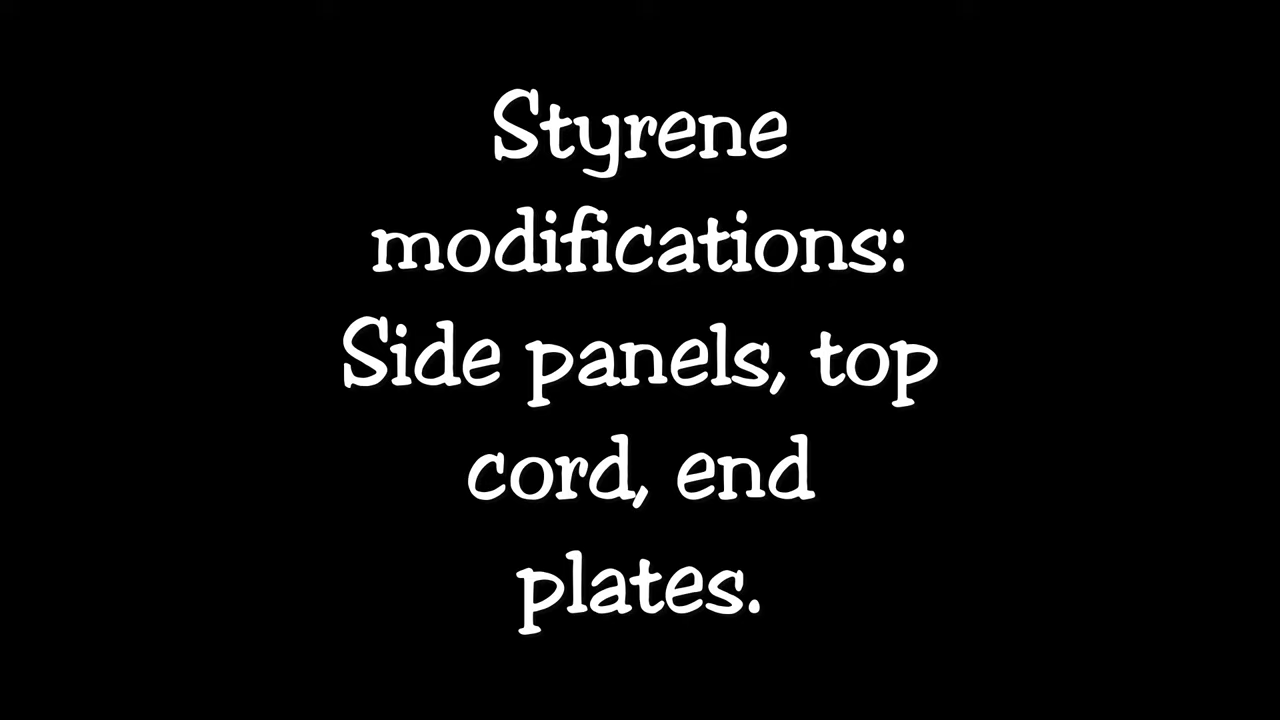 Styrene
modifications:
Side panels, top
cord, end
plates.